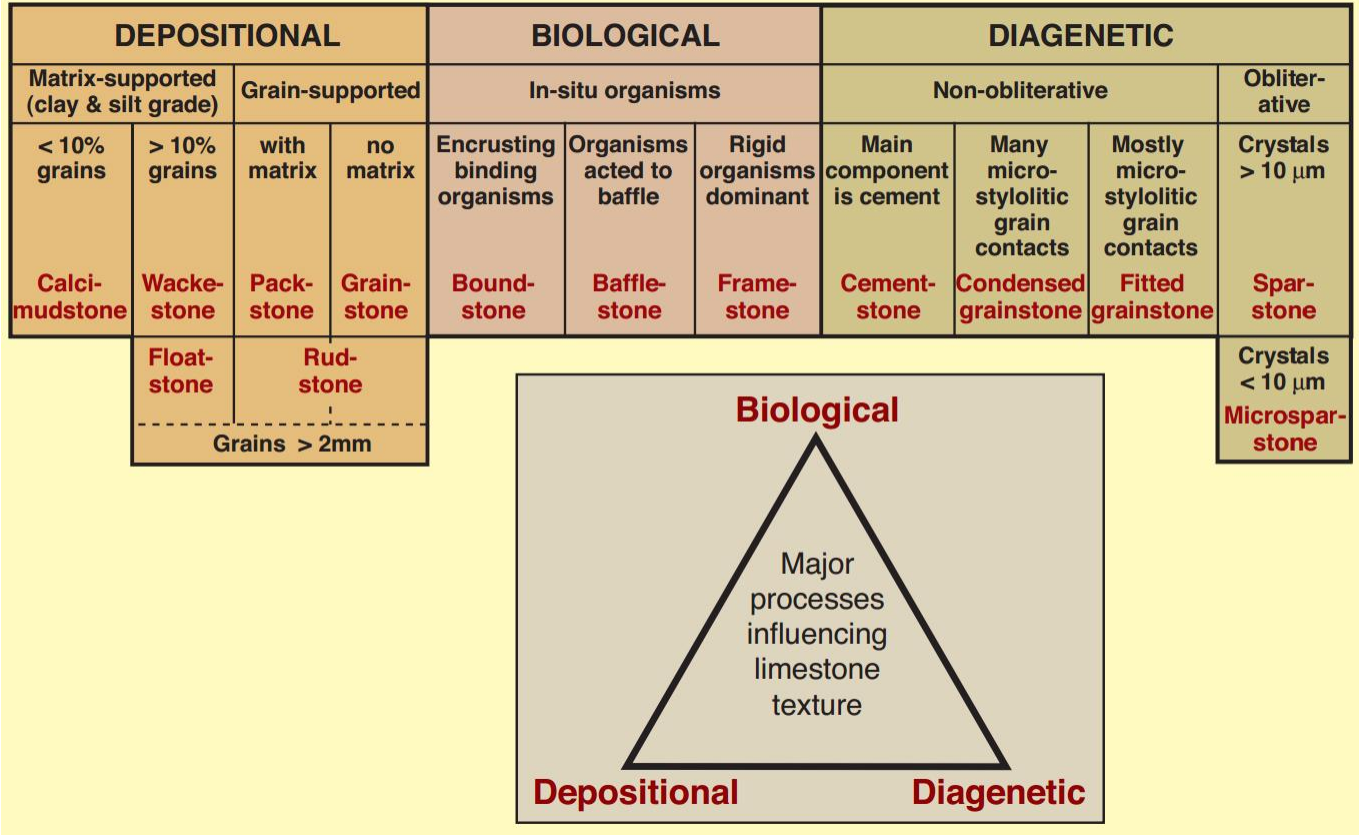 DEPOSITIONAL
BIOLOGICAL
DIAGENETIC
Matrix-supported
(clay & silt grade)
Grain-supported
In-situ organisms
Non-obliterative
Obliter-
ative
< 10%
grains
> 10%
grains
with
matrix
no
matrix
Encrusting
binding
organisms
Organisms
acted to
baffle
Rigid
organisms
dominant
Main
component
is cement
Many
micro-
stylolitic
grain
contacts
Mostly
micro-
stylolitic
grain
contacts
Crystals
> 10 μm
Calci-
mudstone
Wacke-
stone
Pack-
stone
Grain-
stone
Bound-
stone
Baffle-
stone
Frame-
stone
Cement-
stone
Condensed
grainstone
Fitted
grainstone
Spar-
stone
Float-
stone
Rud-
stone
Grains > 2mm
Crystals
< 10 μm
Microspar-
stone
Biological
Major
processes
influencing
limestone
texture
Depositional
Diagenetic